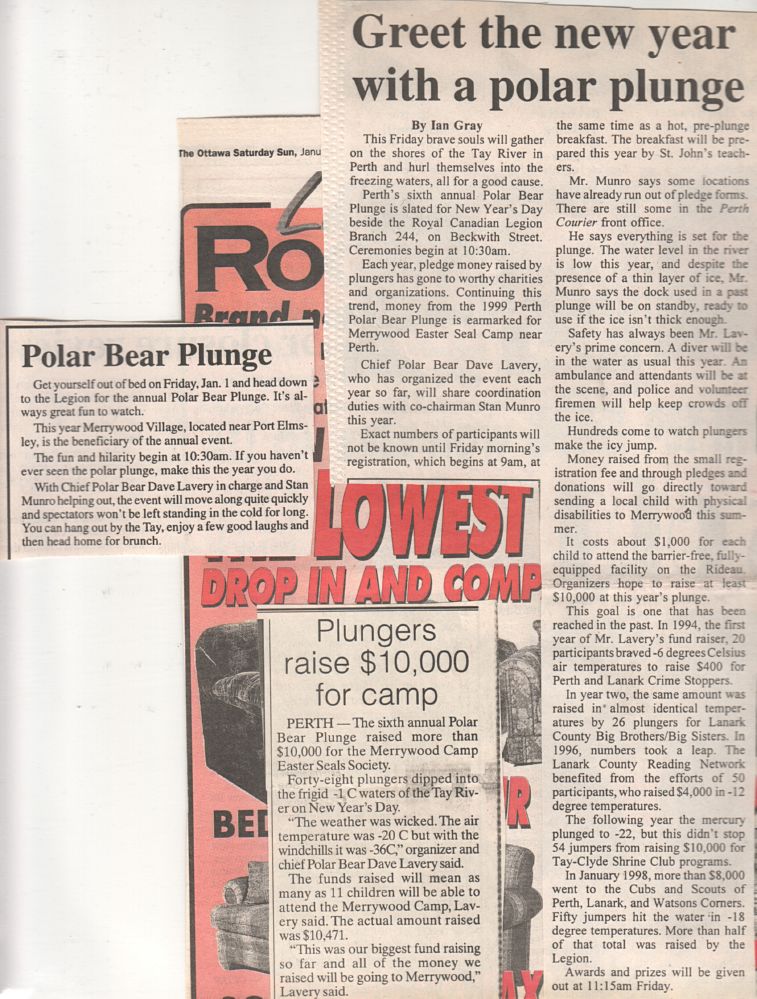 Greet the new year
with a polar plunge
By Ian Gray
This Friday brave souls will gather
on the shores of the Tay River in
Perth and hurl themselves into the
freezing waters, all for a good cause.
Perth's sixth annual Polar Bear
Plunge is slated for New Year's Day
beside the Royal Canadian Legion
Branch 244, on Beckwith Street.
Ceremonies begin at 10:30am.
Each year, pledge money raised by
plungers has gone to worthy charities
and organizations. Continuing this
trend, money from the 1999 Perth
Polar Bear Plunge is earmarked for
Merrywood Easter Seal Camp near
Perth.
Chief Polar Bear Dave Lavery,
who has organized the event each
year so far, will share coordination
duties with co-chairman Stan Munro
this year.
Exact numbers of participants will
not be known until Friday morning's
registration, which begins at 9am, at
the same time as a hot, pre-plunge
breakfast. The breakfast will be pre-
pared this year by St. John's teach-
ers.
Mr. Munro says some locations
have already run out of pledge forms.
There are still some in the Perth
Courier front office.
He says everything is set for the
plunge. The water level in the river
is low this year, and despite the
presence of a thin layer of ice, Mr.
Munro says the dock used in a past
plunge will be on standby, ready to
use if the ice isn't thick enough.
Safety has always been Mr. Lav-
ery's prime concern. A diver will be
in the water as usual this year. An
ambulance and attendants will be at
the scene, and police and volunteer
firemen will help keep crowds off
the ice.
Hundreds come to watch plungers
make the icy jump.
Money raised from the small reg-
istration fee and through pledges and
donations will go directly toward
sending a local child with physical
disabilities to Merrywood this sum-
mer.
It costs about $1,000 for each
child to attend the barrier-free, fully-
equipped facility on the Rideau.
Organizers hope to raise at least
$10,000 at this year's plunge.
This goal is one that has been
reached in the past. In 1994, the first
year of Mr. Lavery's fund raiser, 20
participants braved -6 degrees Celsius
air temperatures to raise $400 for
Perth and Lanark Crime Stoppers.
In year two, the same amount was
raised in almost identical temper-
atures by 26 plungers for Lanark
County Big Brothers/Big Sisters. In
1996, numbers took a leap. The
Lanark County Reading Network
benefited from the efforts of 50
participants, who raised $4,000 in -12
degree temperatures.
The following year the mercury
plunged to -22, but this didn't stop
54 jumpers from raising $10,000 for
Tay-Clyde Shrine Club programs.
In January 1998, more than $8,000
went to the Cubs and Scouts of
Perth, Lanark, and Watsons Corners.
Fifty jumpers hit the water in -18
degree temperatures. More than half
of that total was raised by the
Legion.
Awards and prizes will be given
out at 11:15am Friday.
The Ottawa Saturday Sun, Janu
RO
Brand n
Polar Bear Plunge
Get yourself out of bed on Friday, Jan. 1 and head down
to the Legion for the annual Polar Bear Plunge. It's al-
ways great fun to watch.
This year Merrywood Village, located near Port Elms-
ley, is the beneficiary of the annual event.
The fun and hilarity begin at 10:30am. If you haven't
ever seen the polar plunge, make this the year you do.
With Chief Polar Bear Dave Lavery in charge and Stan
Munro helping out, the event will move along quite quickly
and spectators won't be left standing in the cold for long.
You can hang out by the Tay, enjoy a few good laughs and
then head home for brunch.
LOWEST
DROP IN AND COMP
Plungers
raise $10,000
for camp
PERTH — The sixth annual Polar
Bear Plunge raised more than
$10,000 for the Merrywood Camp
Easter Seals Society.
Forty-eight plungers dipped into
the frigid -1 C waters of the Tay Riv-
er on New Year's Day.
"The weather was wicked. The air
temperature was -20 C but with the
windchills it was -36C," organizer and
chief Polar Bear Dave Lavery said.
The funds raised will mean as
many as 11 children will be able to
attend the Merrywood Camp, Lav-
ery said. The actual amount raised
was $10,471.
"This was our biggest fund raising
so far and all of the money we
raised will be going to Merrywood,"
Lavery said.
BED
R
AX